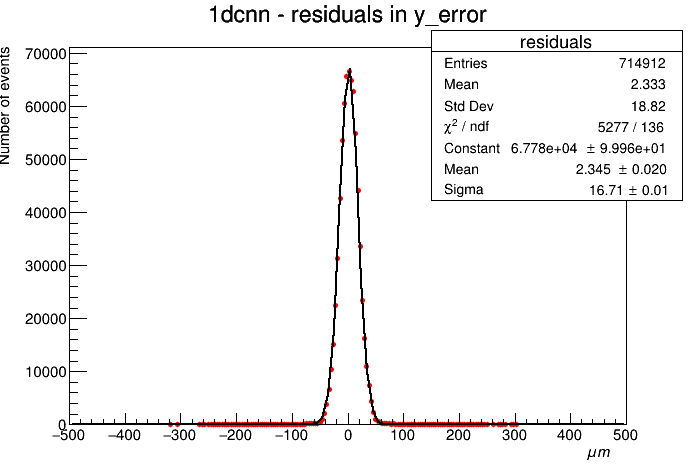 1dcnn - residuals in y_error
residuals
Entries 714912
Mean 2.333
Std Dev 18.82
χ² / ndf 5277 / 136
Constant 6.778e+04 ± 9.996e+01
Mean 2.345 ± 0.020
Sigma 16.71 ± 0.01
Number of events
70000
60000
50000
40000
30000
20000
10000
0
−500 −400 −300 −200 −100 0 100 200 300 400 500
μm